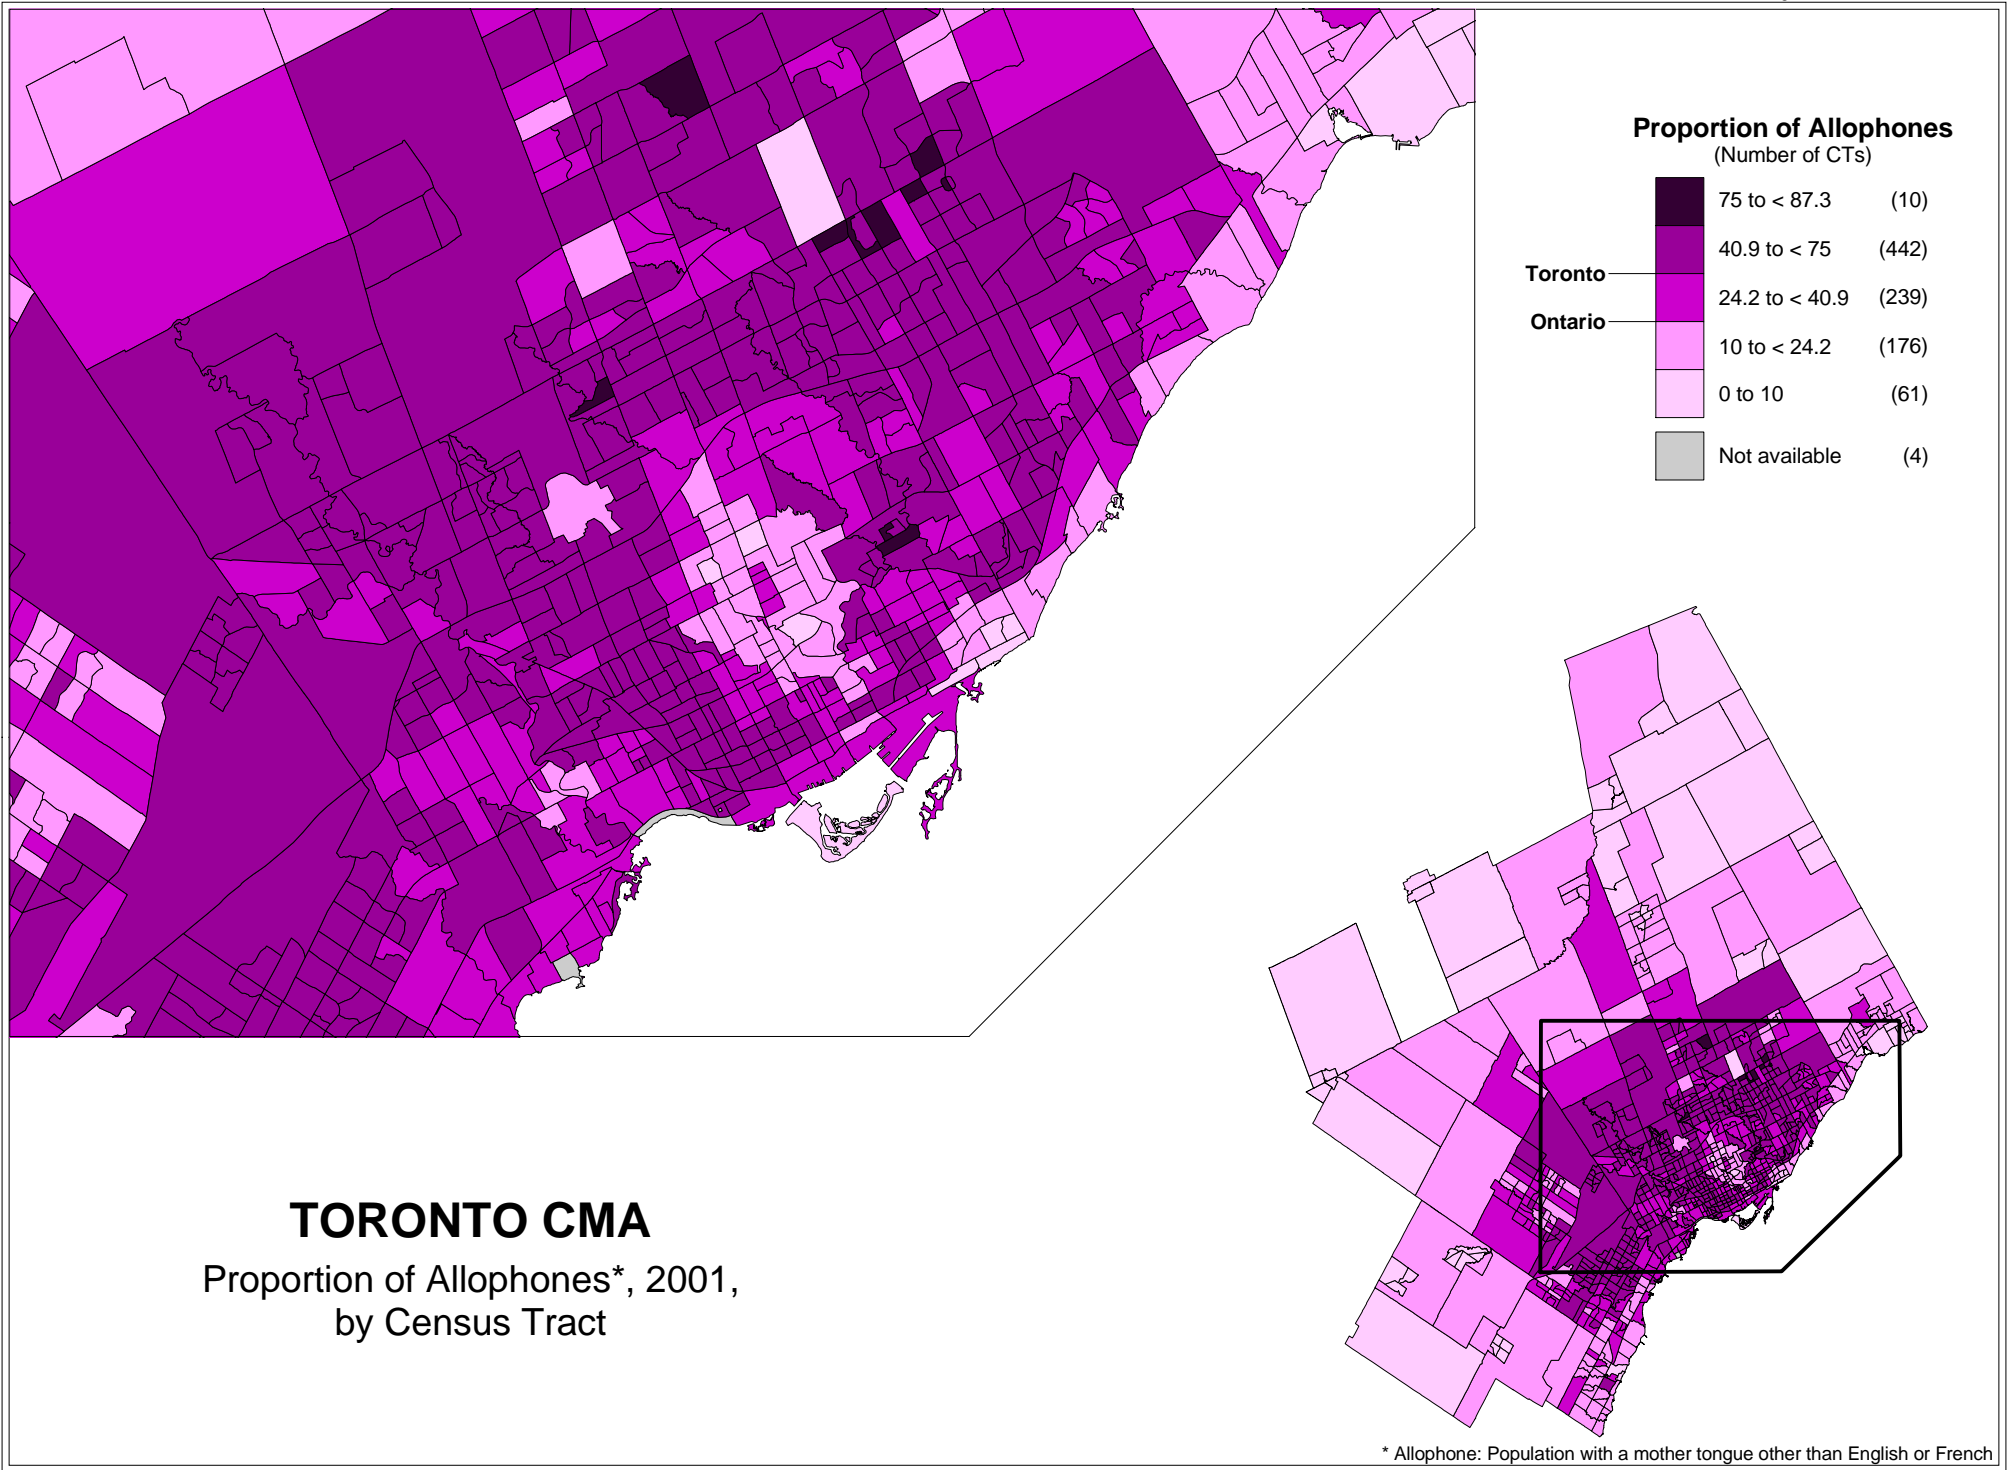 Proportion of Allophones
(Number of CTs)
75 to < 87.3 (10)
40.9 to < 75 (442)
Toronto
24.2 to < 40.9 (239)
Ontario
10 to < 24.2 (176)
0 to 10 (61)
Not available (4)
TORONTO CMA
Proportion of Allophones*, 2001,
by Census Tract
* Allophone: Population with a mother tongue other than English or French